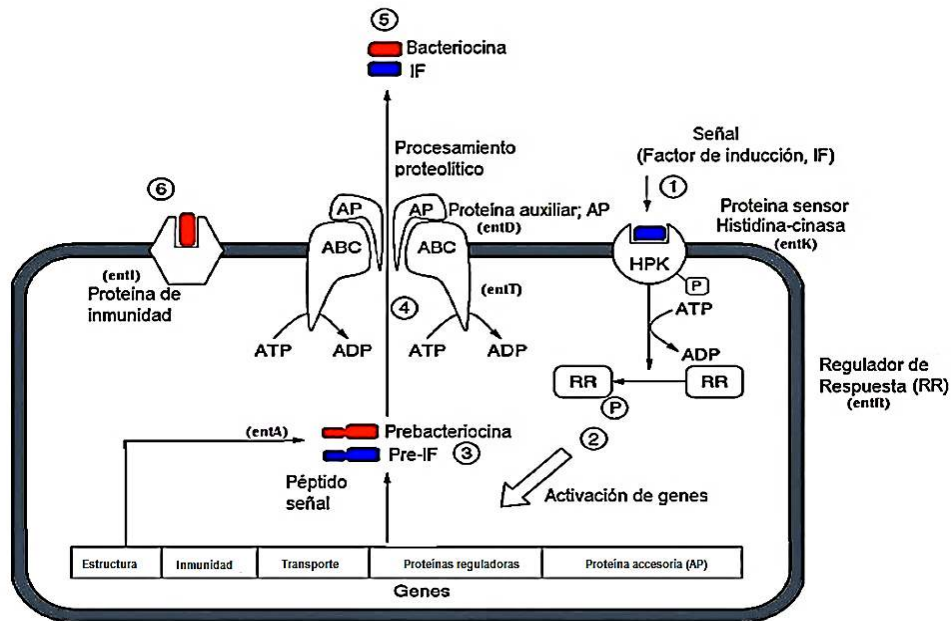 5
Bacteriocina
IF
Señal
(Factor de inducción, IF)
Procesamiento
proteolítico
1
6
Proteina sensor
Histidina-cinasa
(entK)
AP
AP
Proteína auxiliar; AP
(entD)
ABC
ABC
HPK
P
(entI)
Proteína de
inmunidad
(entT)
4
ATP
ADP
ATP
ADP
ATP
ADP
RR
RR
P
Regulador de
Respuesta (RR)
(entR)
(entA)
Prebacteriocina
Pre-IF
3
2
Péptido
señal
Activación de genes
Estructura
Inmunidad
Transporte
Proteínas reguladoras
Proteína accesoria (AP)
Genes